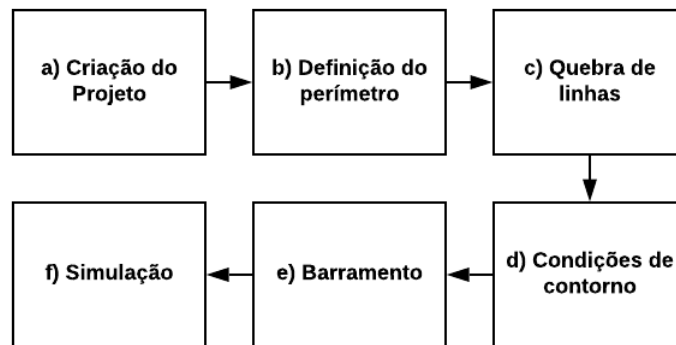 a) Criação do
Projeto
b) Definição do
perímetro
c) Quebra de
linhas
d) Condições de
contorno
e) Barramento
f) Simulação